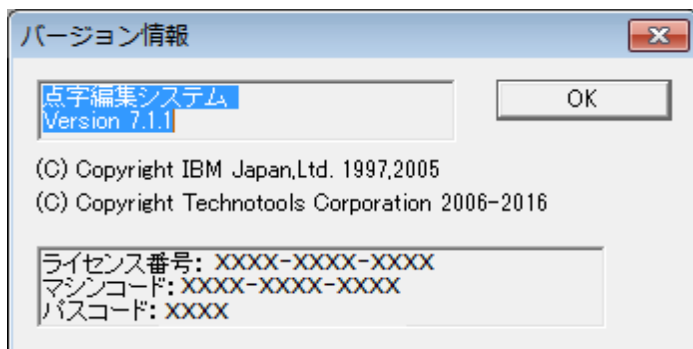 バージョン情報
点字編集システム
Version 7.1.1
OK
(C) Copyright IBM Japan,Ltd. 1997,2005
(C) Copyright Technotools Corporation 2006-2016
ライセンス番号: XXXX-XXXX-XXXX
マシンコード: XXXX-XXXX-XXXX
パスコード: XXXX